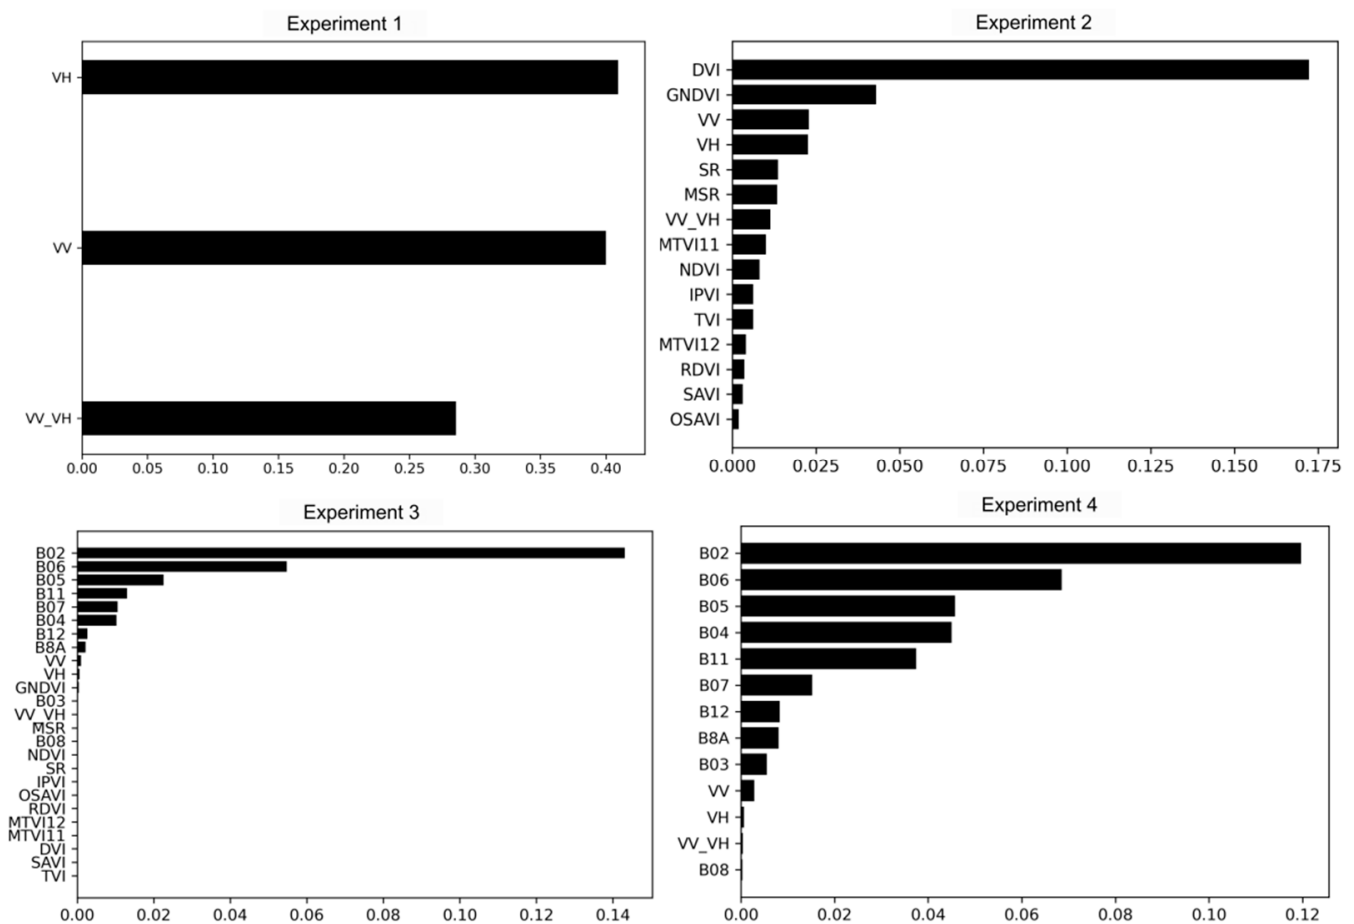 Experiment 1
VH
VV
VV_VH
0.00 0.05 0.10 0.15 0.20 0.25 0.30 0.35 0.40
Experiment 2
DVI
GNDVI
VV
VH
SR
MSR
VV_VH
MTVI11
NDVI
IPVI
TVI
MTVI12
RDVI
SAVI
OSAVI
0.000 0.025 0.050 0.075 0.100 0.125 0.150 0.175
Experiment 3
B02
B06
B05
B11
B07
B04
B12
B8A
VV
VH
GNDVI
B03
VV_VH
MSR
B08
NDVI
SR
IPVI
OSAVI
RDVI
MTVI12
MTVI11
DVI
SAVI
TVI
0.00 0.02 0.04 0.06 0.08 0.10 0.12 0.14
Experiment 4
B02
B06
B05
B04
B11
B07
B12
B8A
B03
VV
VH
VV_VH
B08
0.00 0.02 0.04 0.06 0.08 0.10 0.12